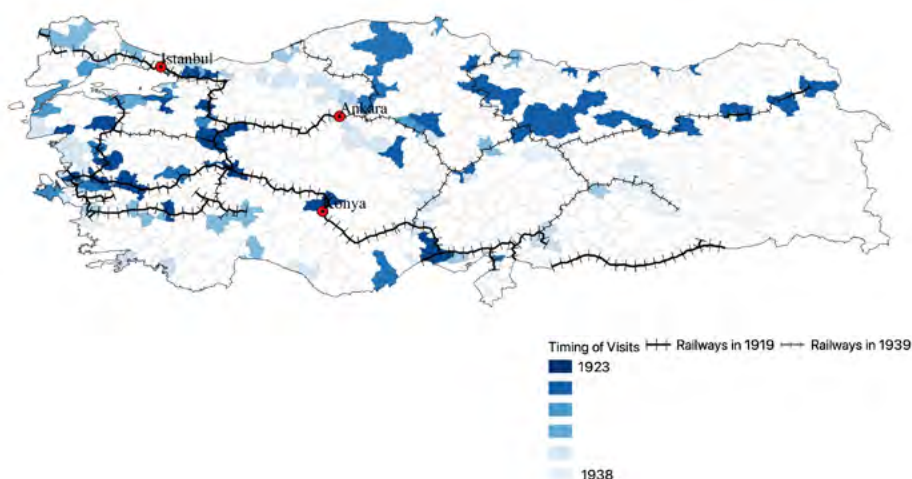 Istanbul
Ankara
Konya
Timing of Visits Railways in 1919 Railways in 1939
1923
1938